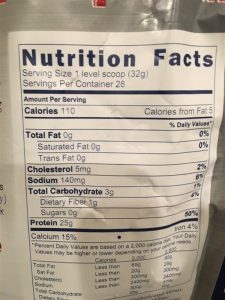 Nutrition Facts
Serving Size 1 level scoop (32g)
Servings Per Container 28
Amount Per Serving
Calories 110 Calories from Fat 5
% Daily Values*
Total Fat 0g 0%
Saturated Fat 0g 0%
Trans Fat 0g
Cholesterol 5mg 2%
Sodium 140mg 6%
Total Carbohydrate 3g 1%
Dietary Fiber 1g 4%
Sugars 0g
Protein 25g 50%
Calcium 15% • Iron 4%
*Percent Daily Values are based on a 2,000 calorie diet. Your Daily
Values may be higher or lower depending on your calorie needs.
Calories 2,000 2,500
Total Fat Less than 65g 80g
Sat Fat Less than 20g
Cholesterol Less than 300mg
Sodium Less than 2400mg
Total Carbohydrate 300g
Dietary Fiber